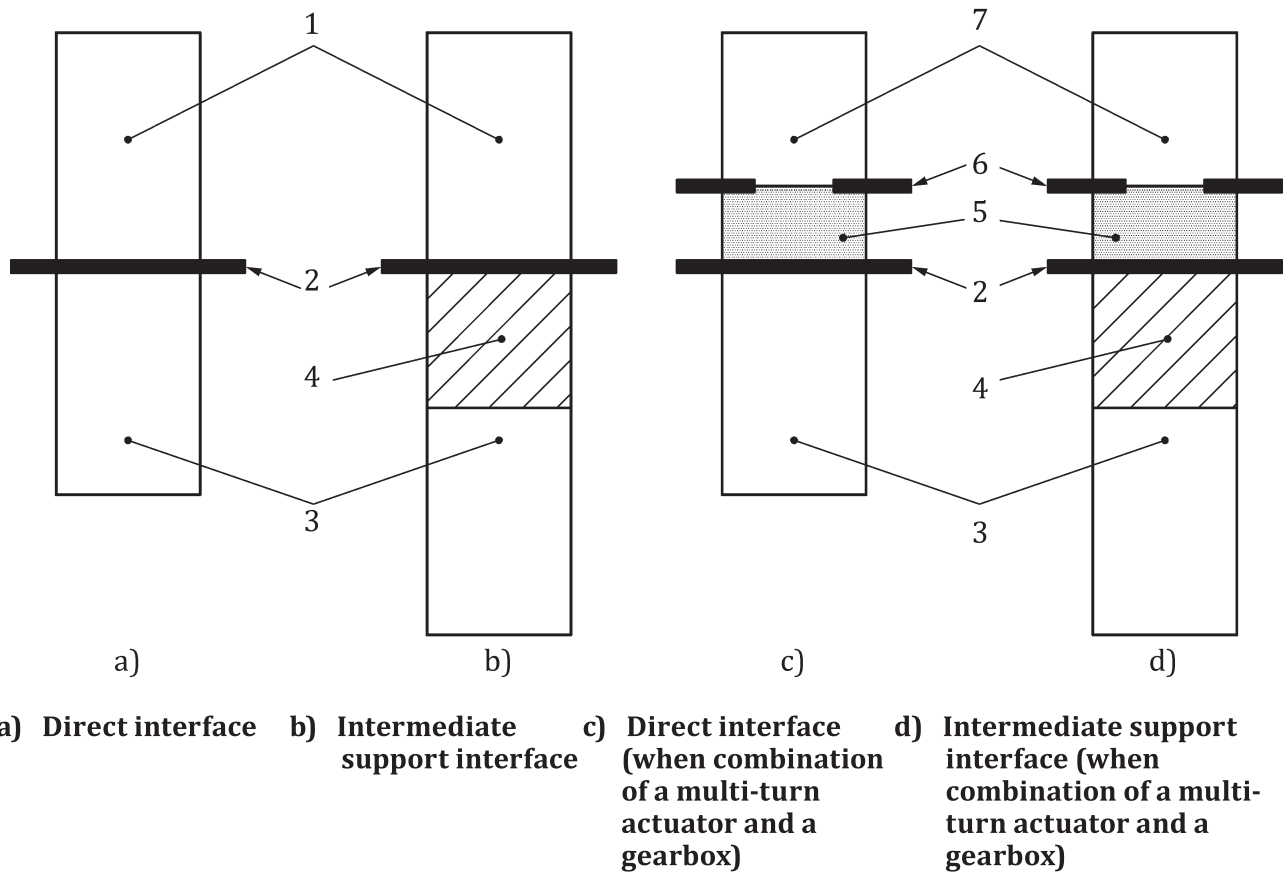 1
7
6
5
2
2
4
4
3
3
a)
b)
c)
d)
a) Direct interface
b) Intermediate
support interface
c) Direct interface
(when combination
of a multi-turn
actuator and a
gearbox)
d) Intermediate support
interface (when
combination of a multi-
turn actuator and a
gearbox)